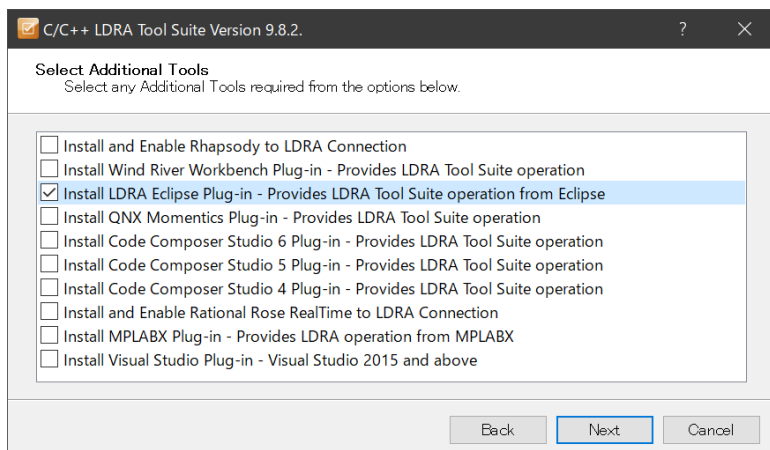 C/C++ LDRA Tool Suite Version 9.8.2.
Select Additional Tools
Select any Additional Tools required from the options below.
Install and Enable Rhapsody to LDRA Connection
Install Wind River Workbench Plug-in - Provides LDRA Tool Suite operation
Install LDRA Eclipse Plug-in - Provides LDRA Tool Suite operation from Eclipse
Install QNX Momentics Plug-in - Provides LDRA Tool Suite operation
Install Code Composer Studio 6 Plug-in - Provides LDRA Tool Suite operation
Install Code Composer Studio 5 Plug-in - Provides LDRA Tool Suite operation
Install Code Composer Studio 4 Plug-in - Provides LDRA Tool Suite operation
Install and Enable Rational Rose RealTime to LDRA Connection
Install MPLABX Plug-in - Provides LDRA operation from MPLABX
Install Visual Studio Plug-in - Visual Studio 2015 and above
Back Next Cancel